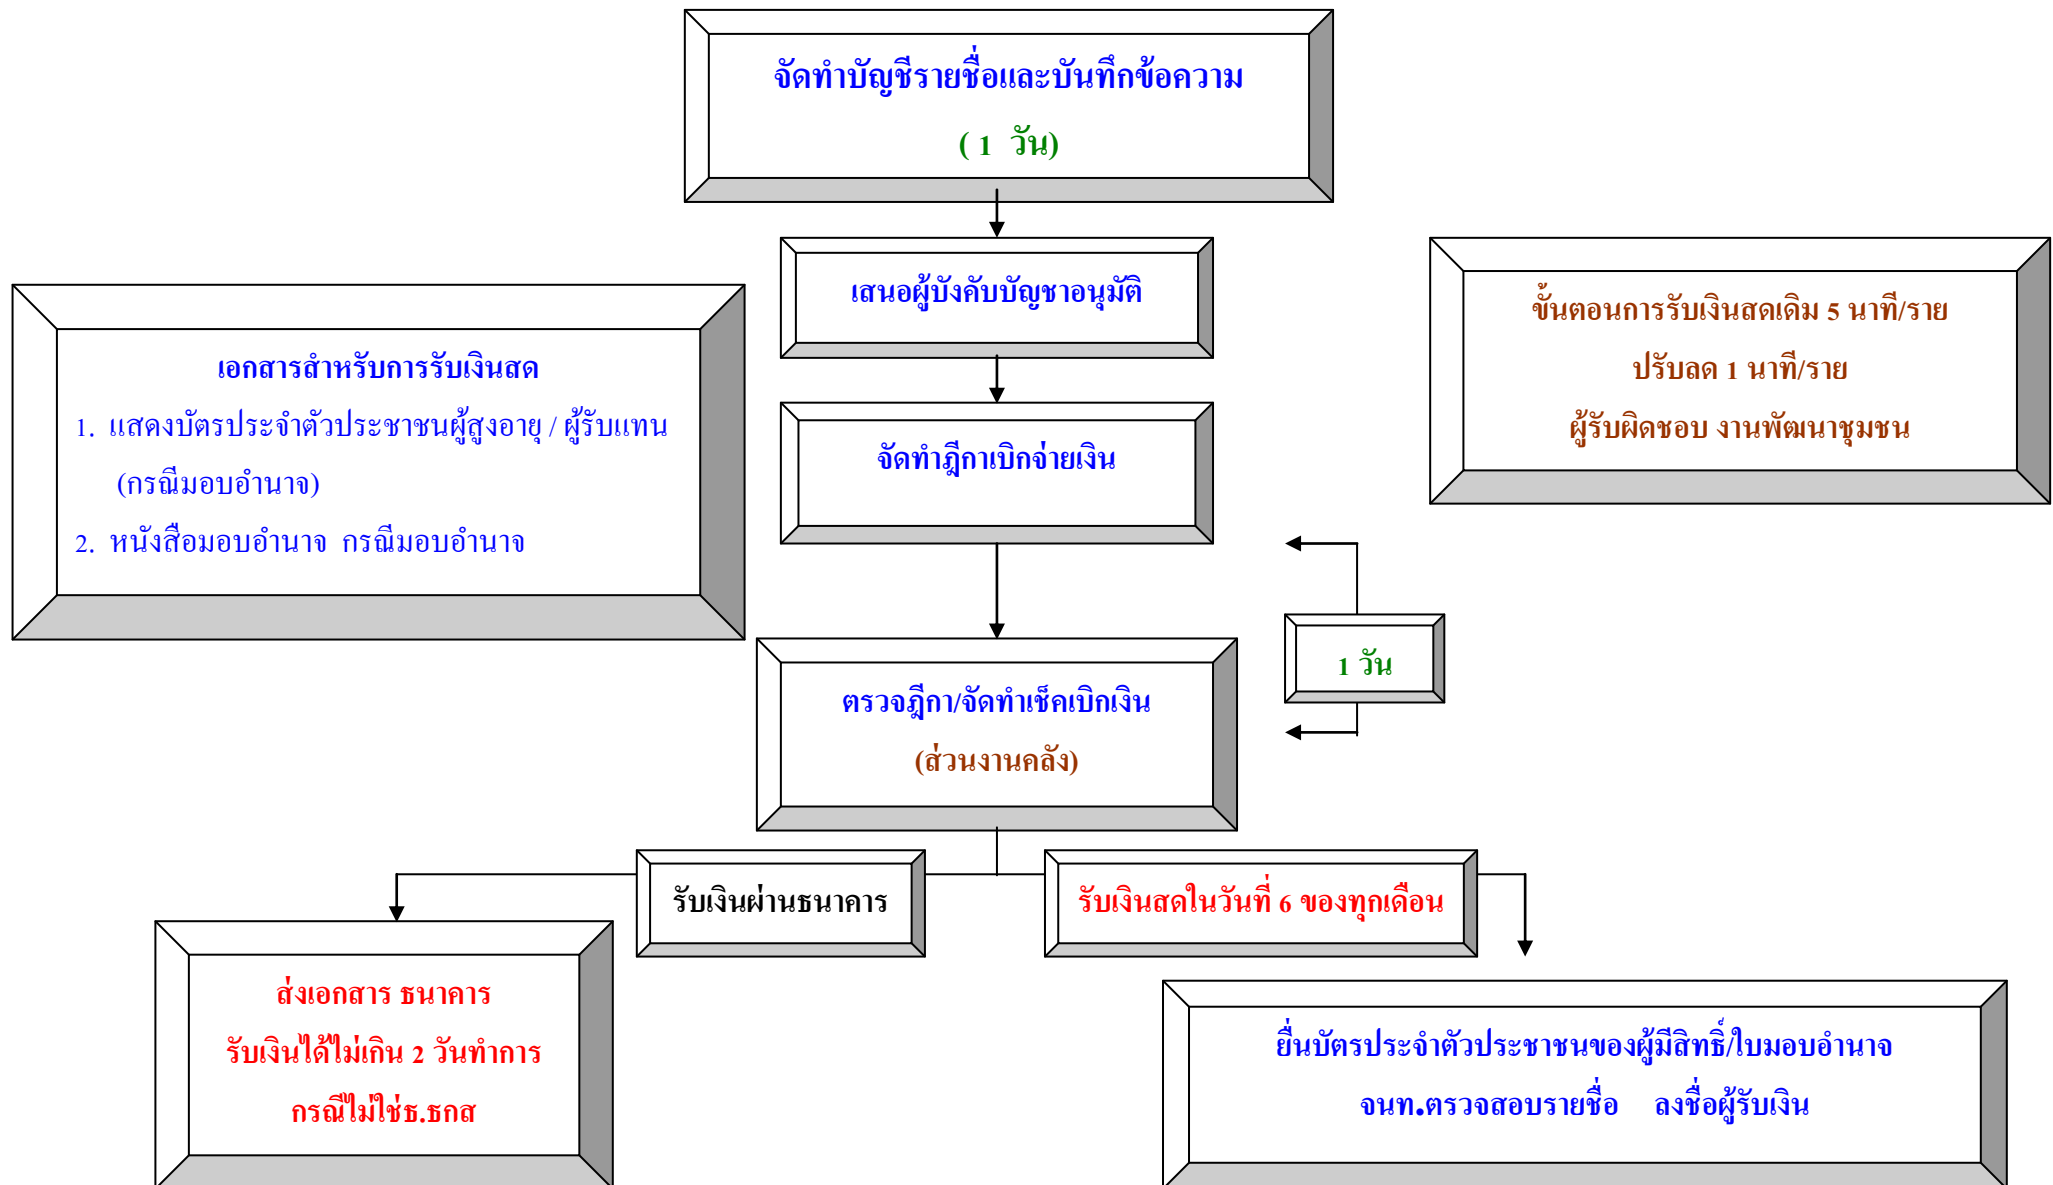 จัดทำบัญชีรายชื่อและบันทึกข้อความ
( 1 วัน)
เสนอผู้บังคับบัญชาอนุมัติ
ขั้นตอนการรับเงินสดเดิม 5 นาที/ราย
ปรับลด 1 นาที/ราย
ผู้รับผิดชอบ งานพัฒนาชุมชน
เอกสารสำหรับการรับเงินสด
1. แสดงบัตรประจำตัวประชาชนผู้สูงอายุ / ผู้รับแทน
(กรณีมอบอำนาจ)
2. หนังสือมอบอำนาจ กรณีมอบอำนาจ
จัดทำฎีกาเบิกจ่ายเงิน
1 วัน
ตรวจฎีกา/จัดทำเช็คเบิกเงิน
(ส่วนงานคลัง)
รับเงินผ่านธนาคาร
รับเงินสดในวันที่ 6 ของทุกเดือน
ส่งเอกสาร ธนาคาร
รับเงินได้ไม่เกิน 2 วันทำการ
กรณีไม่ใช่ธ.ธกส
ยื่นบัตรประจำตัวประชาชนของผู้มีสิทธิ์/ใบมอบอำนาจ
จนท.ตรวจสอบรายชื่อ ลงชื่อผู้รับเงิน